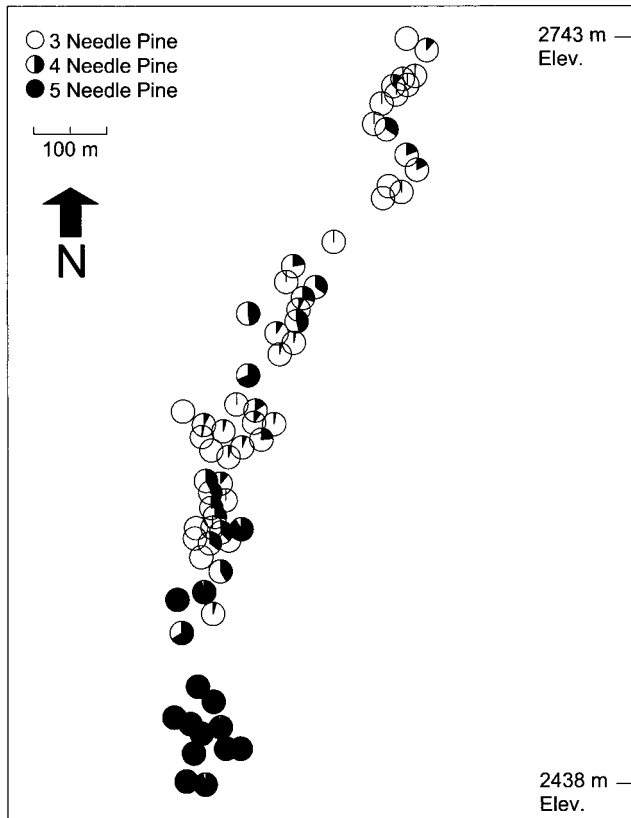 3 Needle Pine
4 Needle Pine
5 Needle Pine
100 m
N
2743 m
Elev.
2438 m
Elev.